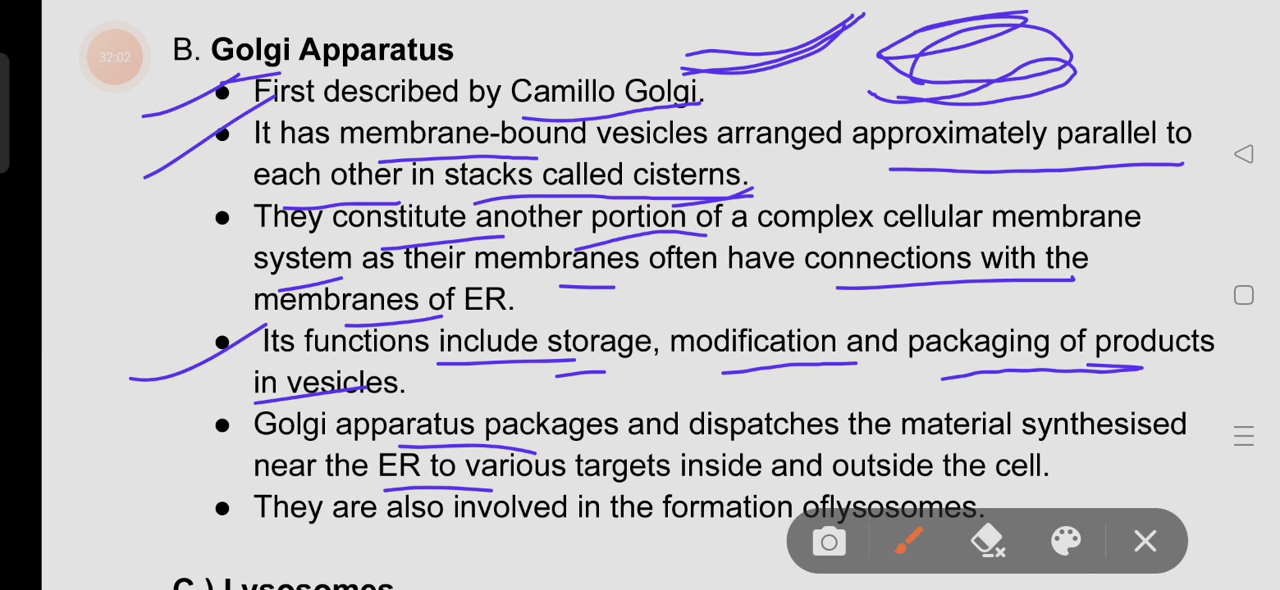 32:02
B. Golgi Apparatus
● First described by Camillo Golgi.
● It has membrane-bound vesicles arranged approximately parallel to
each other in stacks called cisterns.
● They constitute another portion of a complex cellular membrane
system as their membranes often have connections with the
membranes of ER.
● Its functions include storage, modification and packaging of products
in vesicles.
● Golgi apparatus packages and dispatches the material synthesised
near the ER to various targets inside and outside the cell.
● They are also involved in the formation oflysosomes.
C.) Lysosomes